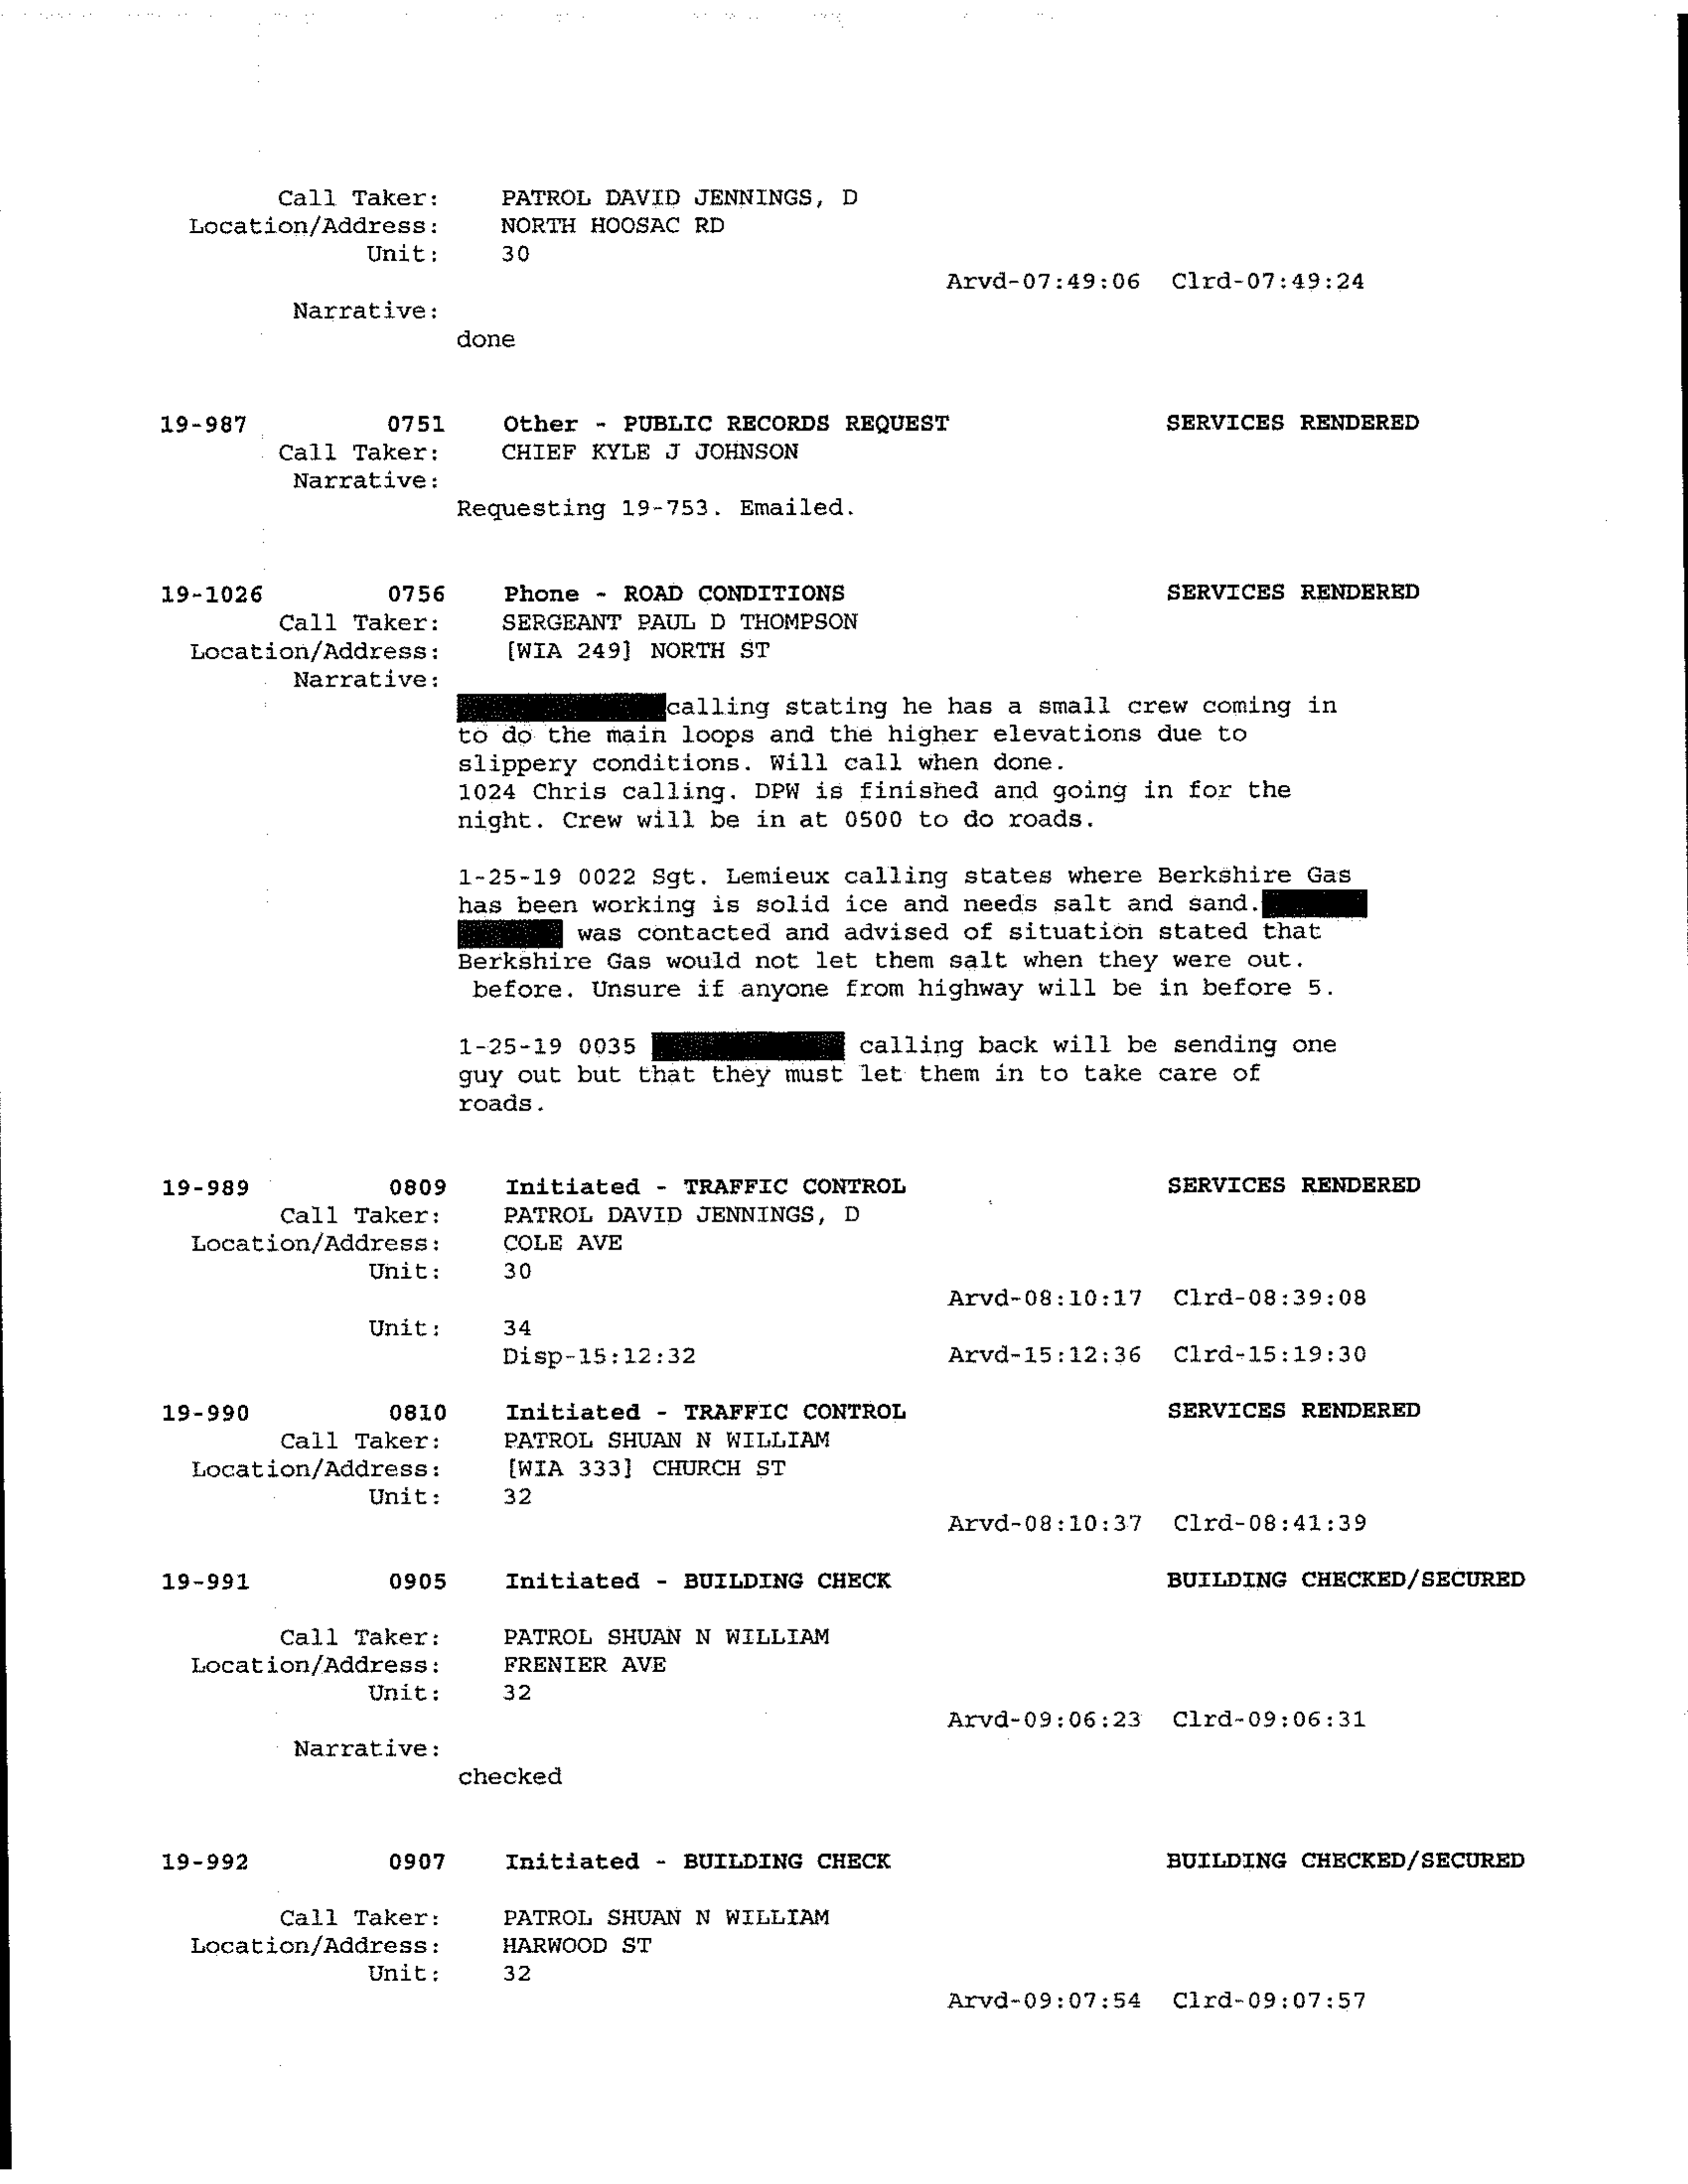 Call Taker: PATROL DAVID JENNINGS, D
Location/Address: NORTH HOOSAC RD
Unit: 30
Arvd-07:49:06 Clrd-07:49:24
Narrative:
done
19-987 0751 Other - PUBLIC RECORDS REQUEST SERVICES RENDERED
Call Taker: CHIEF KYLE J JOHNSON
Narrative:
Requesting 19-753. Emailed.
19-1026 0756 Phone - ROAD CONDITIONS SERVICES RENDERED
Call Taker: SERGEANT PAUL D THOMPSON
Location/Address: [WIA 249] NORTH ST
Narrative:
calling stating he has a small crew coming in
to do the main loops and the higher elevations due to
slippery conditions. Will call when done.
1024 Chris calling. DPW is finished and going in for the
night. Crew will be in at 0500 to do roads.
1-25-19 0022 Sgt. Lemieux calling states where Berkshire Gas
has been working is solid ice and needs salt and sand.
was contacted and advised of situation stated that
Berkshire Gas would not let them salt when they were out.
before. Unsure if anyone from highway will be in before 5.
1-25-19 0035 calling back will be sending one
guy out but that they must let them in to take care of
roads.
19-989 0809 Initiated - TRAFFIC CONTROL SERVICES RENDERED
Call Taker: PATROL DAVID JENNINGS, D
Location/Address: COLE AVE
Unit: 30
Arvd-08:10:17 Clrd-08:39:08
Unit: 34
Disp-15:12:32 Arvd-15:12:36 Clrd-15:19:30
19-990 0810 Initiated - TRAFFIC CONTROL SERVICES RENDERED
Call Taker: PATROL SHUAN N WILLIAM
Location/Address: [WIA 333] CHURCH ST
Unit: 32
Arvd-08:10:37 Clrd-08:41:39
19-991 0905 Initiated - BUILDING CHECK BUILDING CHECKED/SECURED
Call Taker: PATROL SHUAN N WILLIAM
Location/Address: FRENIER AVE
Unit: 32
Arvd-09:06:23 Clrd-09:06:31
Narrative:
checked
19-992 0907 Initiated - BUILDING CHECK BUILDING CHECKED/SECURED
Call Taker: PATROL SHUAN N WILLIAM
Location/Address: HARWOOD ST
Unit: 32
Arvd-09:07:54 Clrd-09:07:57